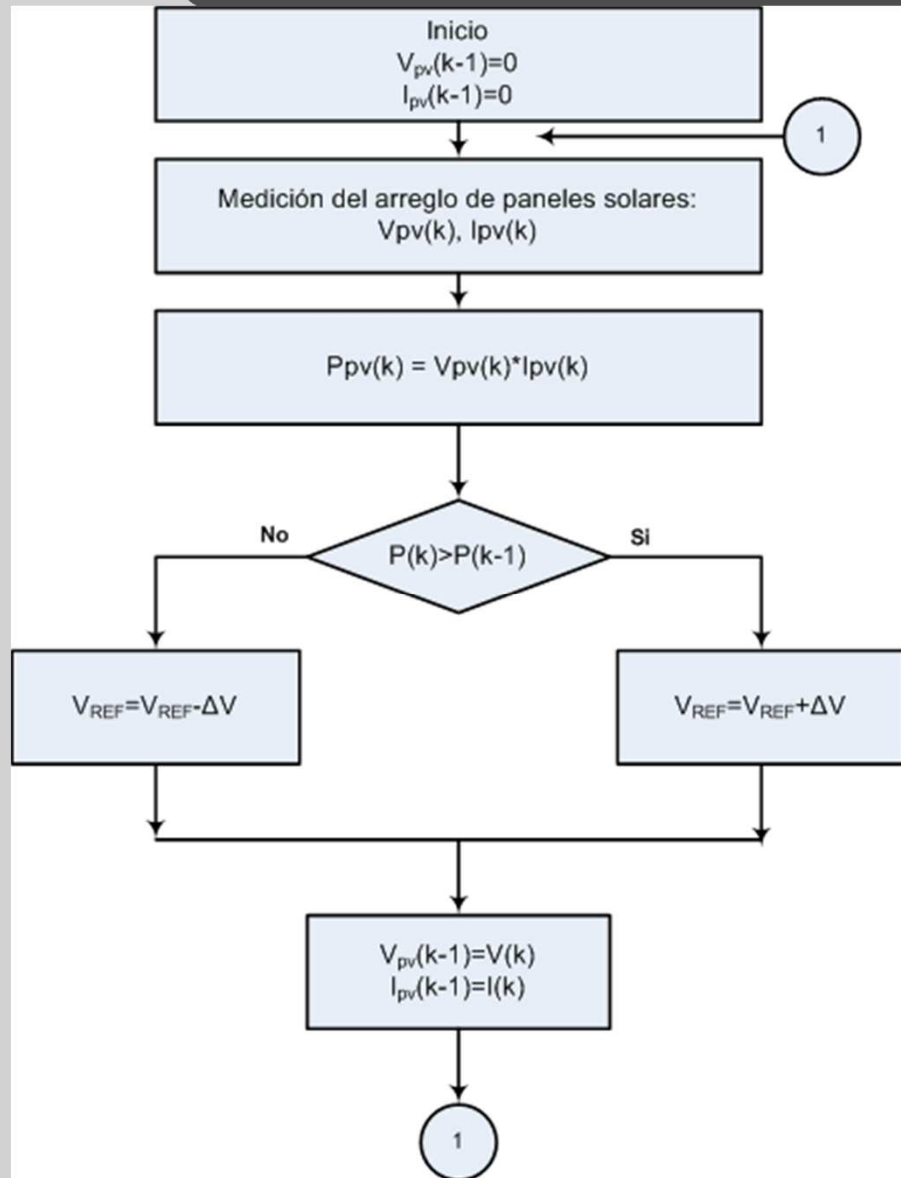 Inicio
Vpv(k-1)=0
Ipv(k-1)=0
1
Medición del arreglo de paneles solares:
Vpv(k), Ipv(k)
Ppv(k) = Vpv(k)*Ipv(k)
No
P(k)>P(k-1)
Si
VREF=VREF-ΔV
VREF=VREF+ΔV
Vpv(k-1)=V(k)
Ipv(k-1)=I(k)
1